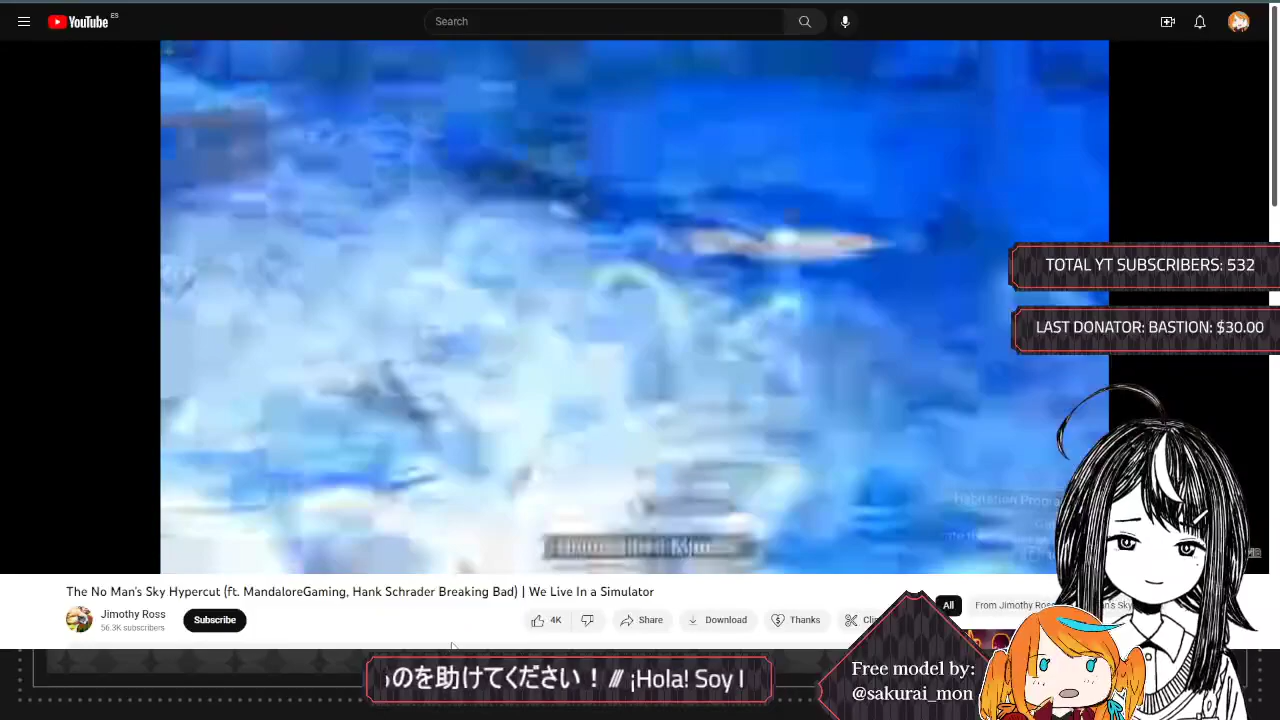 YouTube ES
Search
TOTAL YT SUBSCRIBERS: 532
LAST DONATOR: BASTION: $30.00
The No Man's Sky Hypercut (ft. MandaloreGaming, Hank Schrader Breaking Bad) | We Live In a Simulator
Jimothy Ross
56.3K subscribers
Subscribe
4K
Share
Download
Thanks
All
From Jimothy Ross
Sky
のを助けてください! // ¡Hola! Soy
Free model by:
@sakurai_mon